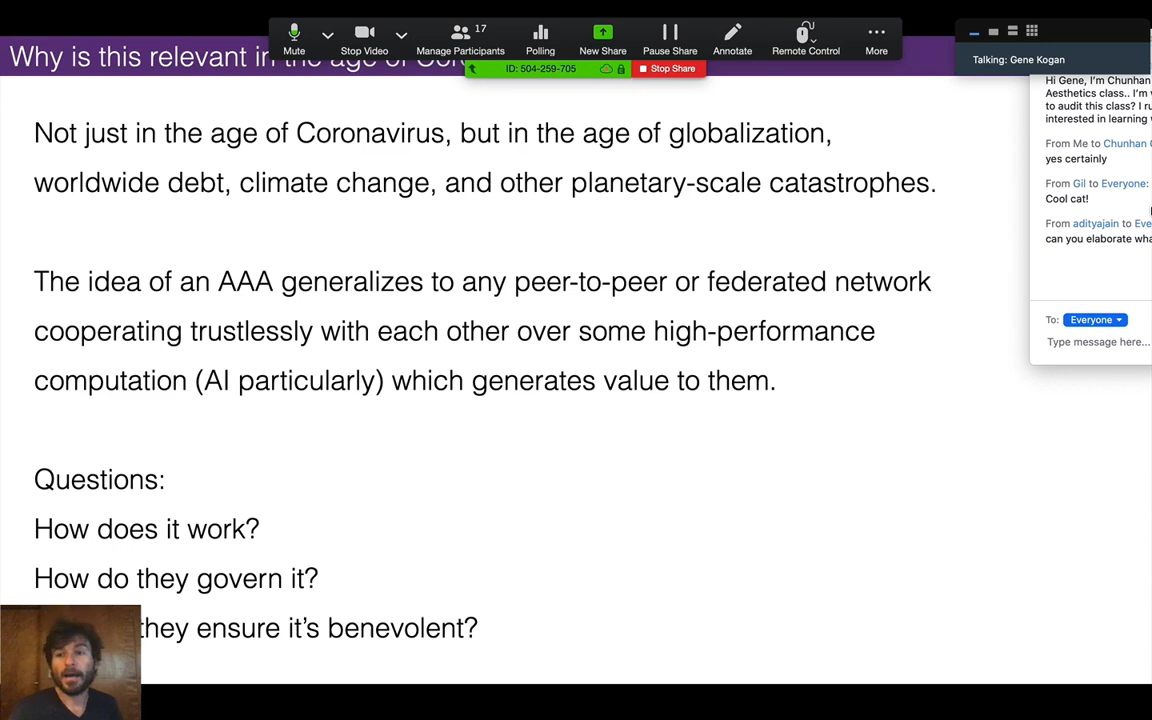 Why is this relevant in the age of Cor
17
Mute
Stop Video
Manage Participants
Polling
New Share
Pause Share
Annotate
Remote Control
More
ID: 504-259-705
Stop Share
Talking: Gene Kogan
Hi Gene, I'm Chunhan
Aesthetics class.. I'm
to audit this class? I
interested in learning
From Me to Chunhan
yes certainly
From Gil to Everyone:
Cool cat!
From adityajain to
can you elaborate
To: Everyone
Type message here...
Not just in the age of Coronavirus, but in the age of globalization,
worldwide debt, climate change, and other planetary-scale catastrophes.
The idea of an AAA generalizes to any peer-to-peer or federated network
cooperating trustlessly with each other over some high-performance
computation (AI particularly) which generates value to them.
Questions:
How does it work?
How do they govern it?
they ensure it's benevolent?